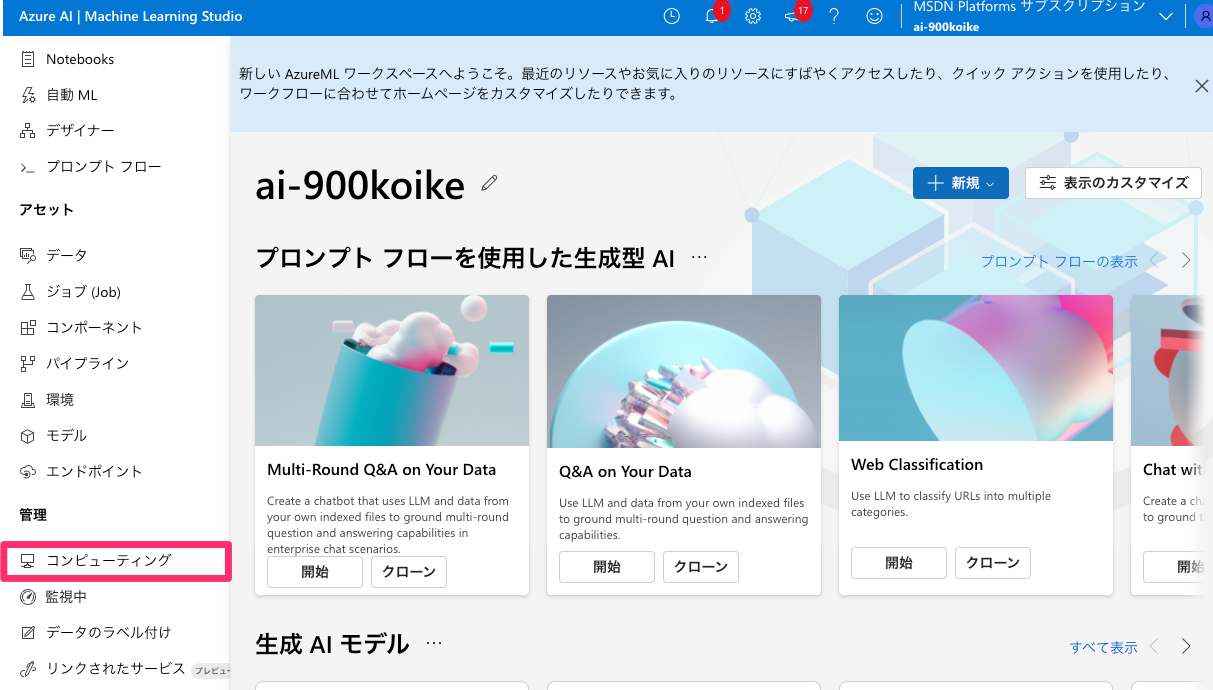 Azure AI | Machine Learning Studio
1
17
MSDN Platforms サブスクリプション
ai-900koike
Notebooks
自動 ML
デザイナー
プロンプト フロー
アセット
データ
ジョブ (Job)
コンポーネント
パイプライン
環境
モデル
エンドポイント
管理
コンピューティング
監視中
データのラベル付け
リンクされたサービス
プレビュー
新しい AzureML ワークスペースへようこそ。最近のリソースやお気に入りのリソースにすばやくアクセスしたり、クイック アクションを使用したり、
ワークフローに合わせてホームページをカスタマイズしたりできます。
ai-900koike
新規
表示のカスタマイズ
プロンプト フローを使用した生成型 AI ...
プロンプト フローの表示
Multi-Round Q&A on Your Data
Create a chatbot that uses LLM and data from
your own indexed files to ground multi-round
question and answering capabilities in
enterprise chat scenarios.
開始
クローン
Q&A on Your Data
Use LLM and data from your own indexed files
to ground multi-round question and answering
capabilities.
開始
クローン
Web Classification
Use LLM to classify URLs into multiple
categories.
開始
クローン
Chat with
Create a
to ground
開始
生成 AI モデル ...
すべて表示